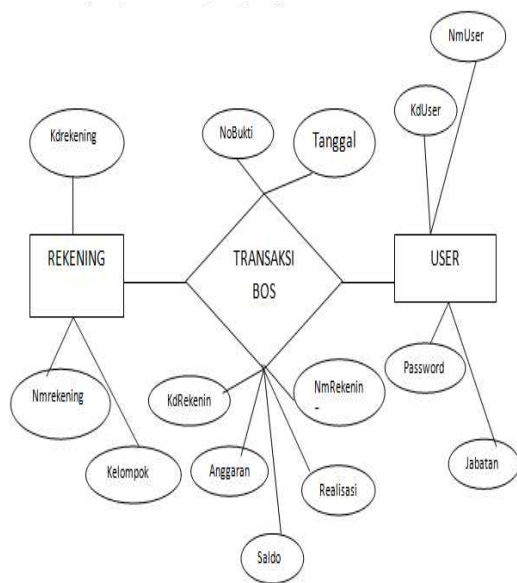 NmUser
KdUser
Kdrekening
NoBukti
Tanggal
REKENING
TRANSAKSI
BOS
USER
Nmrekening
Kelompok
KdRekenin
NmRekenin
Anggaran
Realisasi
Saldo
Password
Jabatan